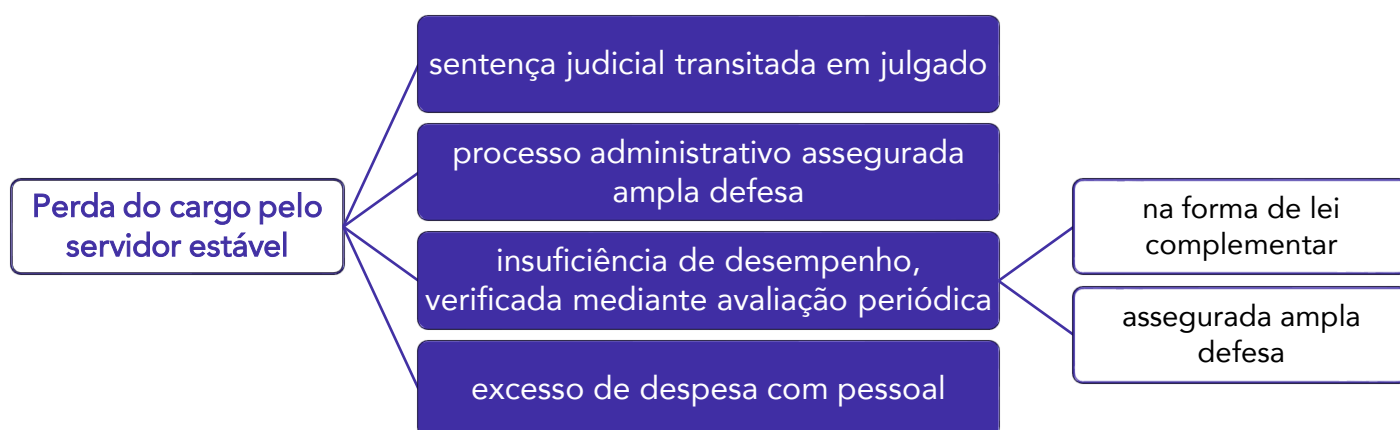 Perda do cargo pelo
servidor estável
sentença judicial transitada em julgado
processo administrativo assegurada
ampla defesa
insuficiência de desempenho,
verificada mediante avaliação periódica
na forma de lei
complementar
assegurada ampla
defesa
excesso de despesa com pessoal